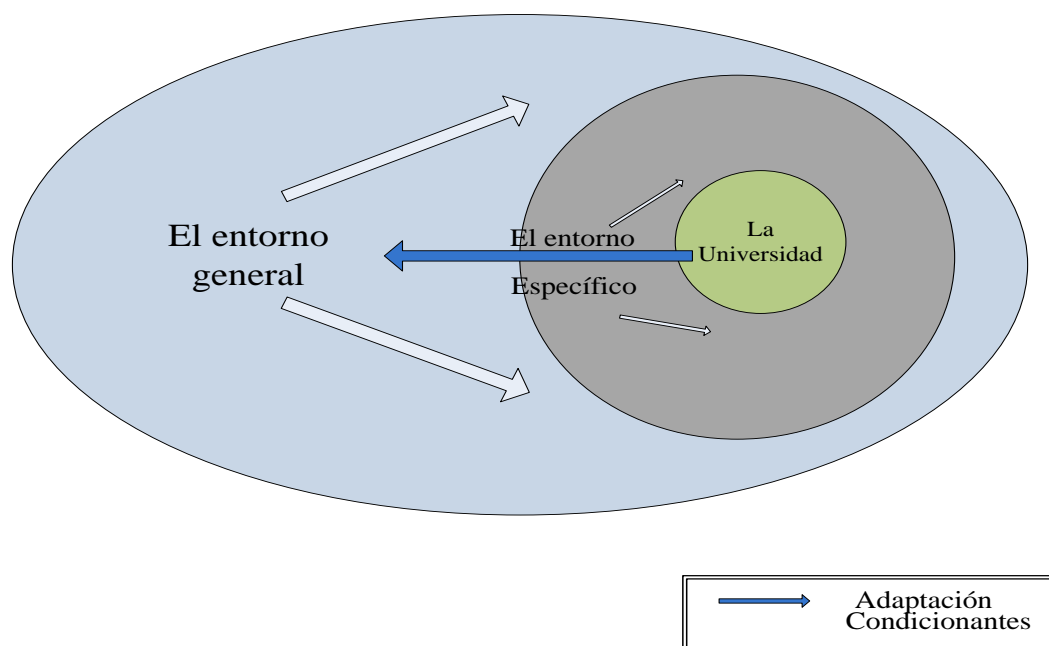 El entorno
general
El entorno
Específico
La
Universidad
Adaptación
Condicionantes